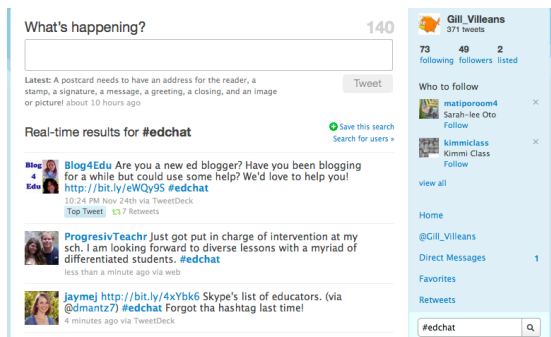 What's happening?
140
Latest: A postcard needs to have an address for the reader, a
stamp, a signature, a message, a greeting, a closing, and an image
or picture! about 10 hours ago
Tweet
Real-time results for #edchat
Save this search
Search for users »
Blog
4
Edu
Blog4Edu Are you a new ed blogger? Have you been blogging
for a while but could use some help? We'd love to help you!
http://bit.ly/eWQy9S #edchat
10:24 PM Nov 24th via TweetDeck
Top Tweet 7 Retweets
ProgresivTeachr Just got put in charge of intervention at my
sch. I am looking forward to diverse lessons with a myriad of
differentiated students. #edchat
less than a minute ago via web
jaymej http://bit.ly/4xYbk6 Skype's list of educators. (via
@dmantz7) #edchat Forgot tha hashtag last time!
4 minutes ago via TweetDeck
Gill_Villeans
371 tweets
73 49 2
following followers listed
Who to follow
matiporoom4
Sarah-lee Oto
Follow
kimmiclass
Kimmi Class
Follow
view all
Home
@Gill_Villeans
Direct Messages 1
Favorites
Retweets
#edchat